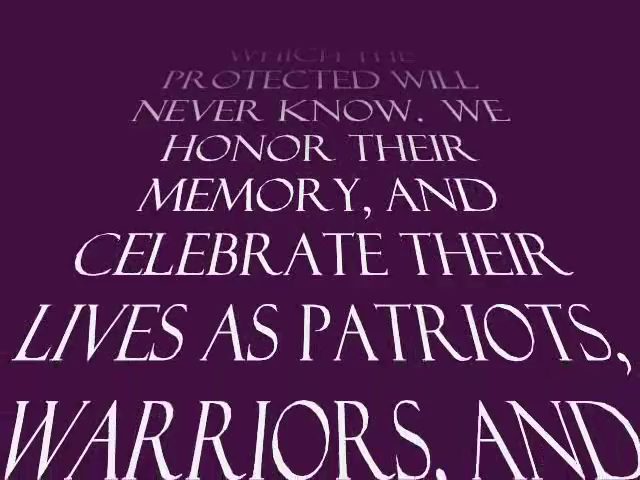 WHICH THE
PROTECTED WILL
NEVER KNOW. WE
HONOR THEIR
MEMORY, AND
CELEBRATE THEIR
LIVES AS PATRIOTS,
WARRIORS, AND